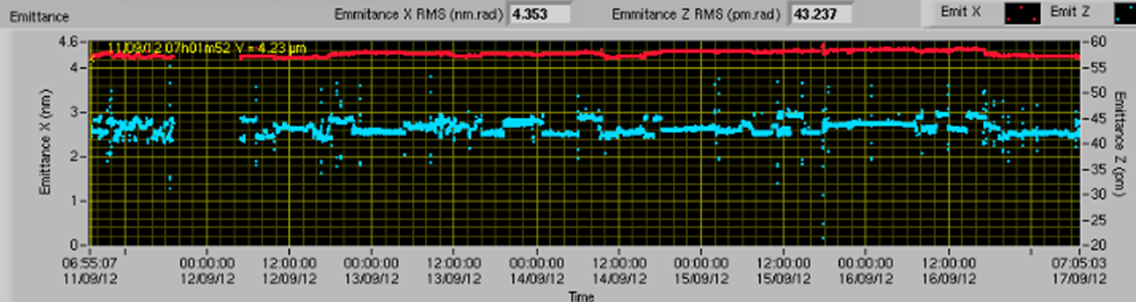 Emittance Emmitance X RMS (nm.rad) 4.353 Emmitance Z RMS (pm.rad) 43.237 Emit X Emit Z
11/09/12 07h01m52 Y = 4.23 µm
Emittance X (nm)
4.6
4
3
2
1
0
60
55
50
45
40
35
30
25
20
Emittance Z (pm)
06:55:07 00:00:00 12:00:00 00:00:00 12:00:00 00:00:00 12:00:00 00:00:00 12:00:00 00:00:00 12:00:00 07:05:03
11/09/12 12/09/12 12/09/12 13/09/12 13/09/12 14/09/12 14/09/12 15/09/12 15/09/12 16/09/12 16/09/12 17/09/12
Time